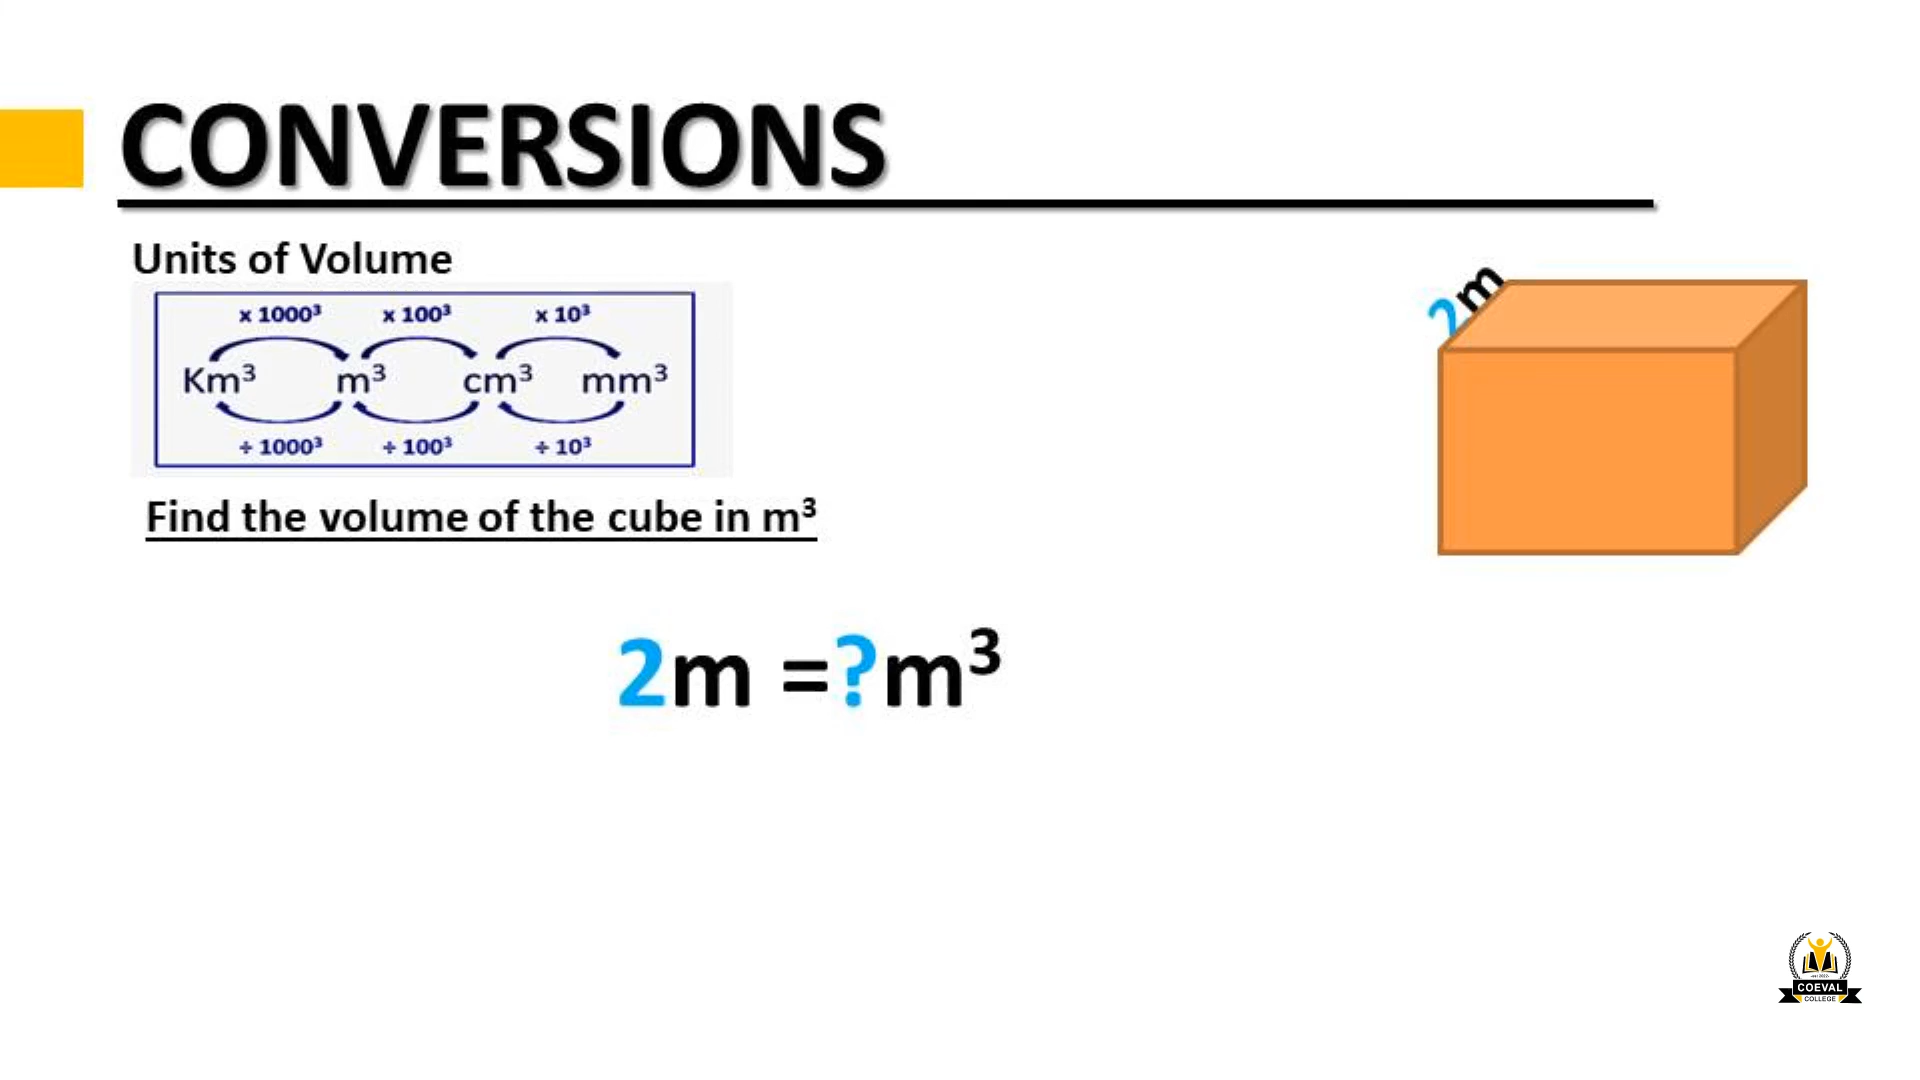 CONVERSIONS
Units of Volume
x 1000³ x 100³ x 10³
Km³ m³ cm³ mm³
÷ 1000³ ÷ 100³ ÷ 10³
2m
Find the volume of the cube in m³
2m =?m³
COEVAL
COLLEGE